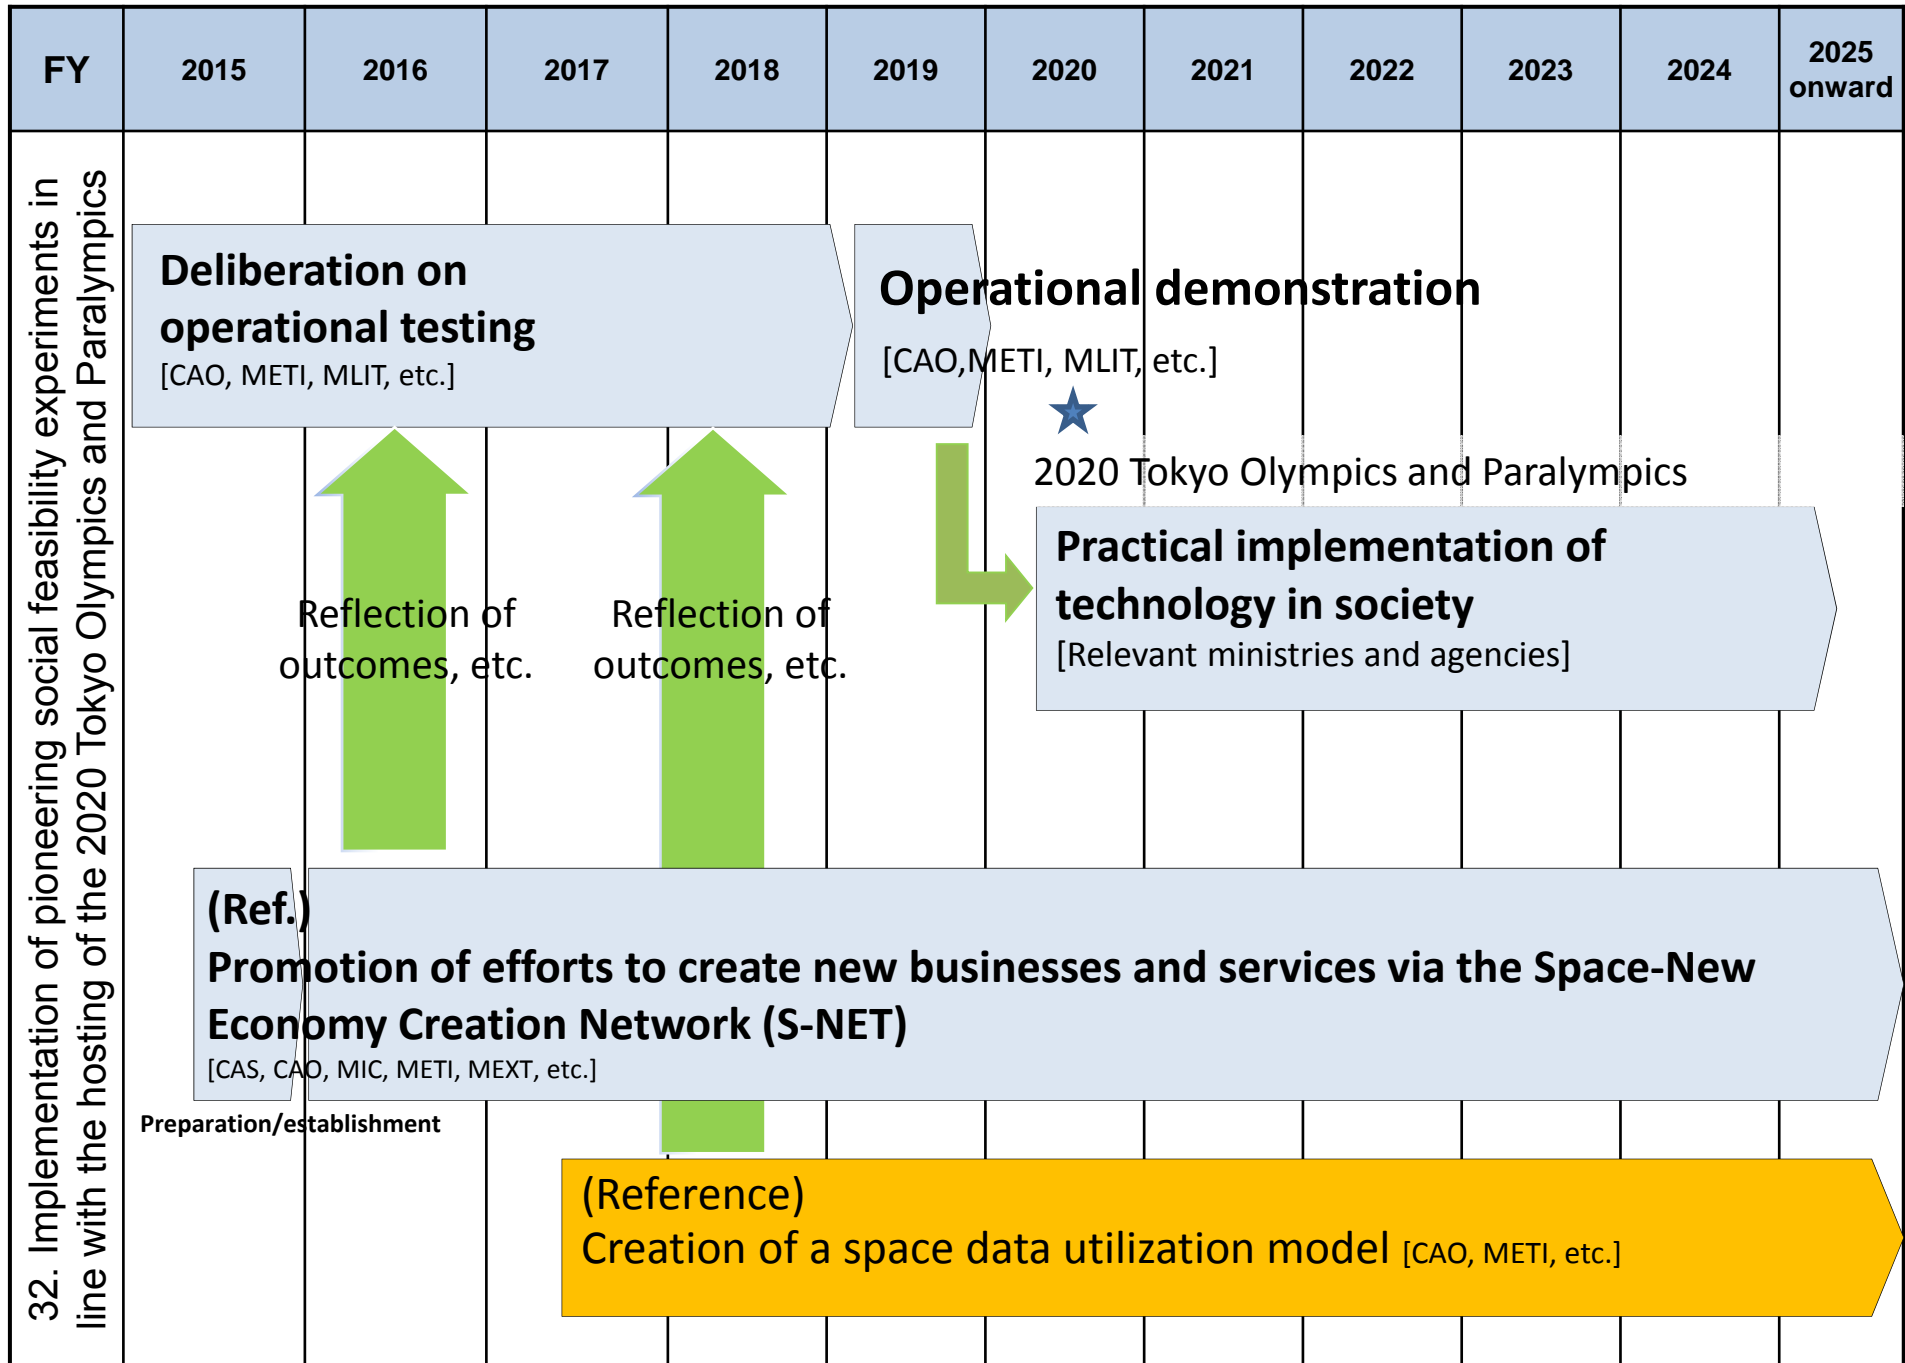 FY
2015
2016
2017
2018
2019
2020
2021
2022
2023
2024
2025
onward
32. Implementation of pioneering social feasibility experiments in
line with the hosting of the 2020 Tokyo Olympics and Paralympics
Deliberation on
operational testing
[CAO, METI, MLIT, etc.]
Operational demonstration
[CAO,METI, MLIT, etc.]
2020 Tokyo Olympics and Paralympics
Practical implementation of
technology in society
[Relevant ministries and agencies]
Reflection of
outcomes, etc.
Reflection of
outcomes, etc.
(Ref.)
Promotion of efforts to create new businesses and services via the Space-New
Economy Creation Network (S-NET)
[CAS, CAO, MIC, METI, MEXT, etc.]
Preparation/establishment
(Reference)
Creation of a space data utilization model [CAO, METI, etc.]